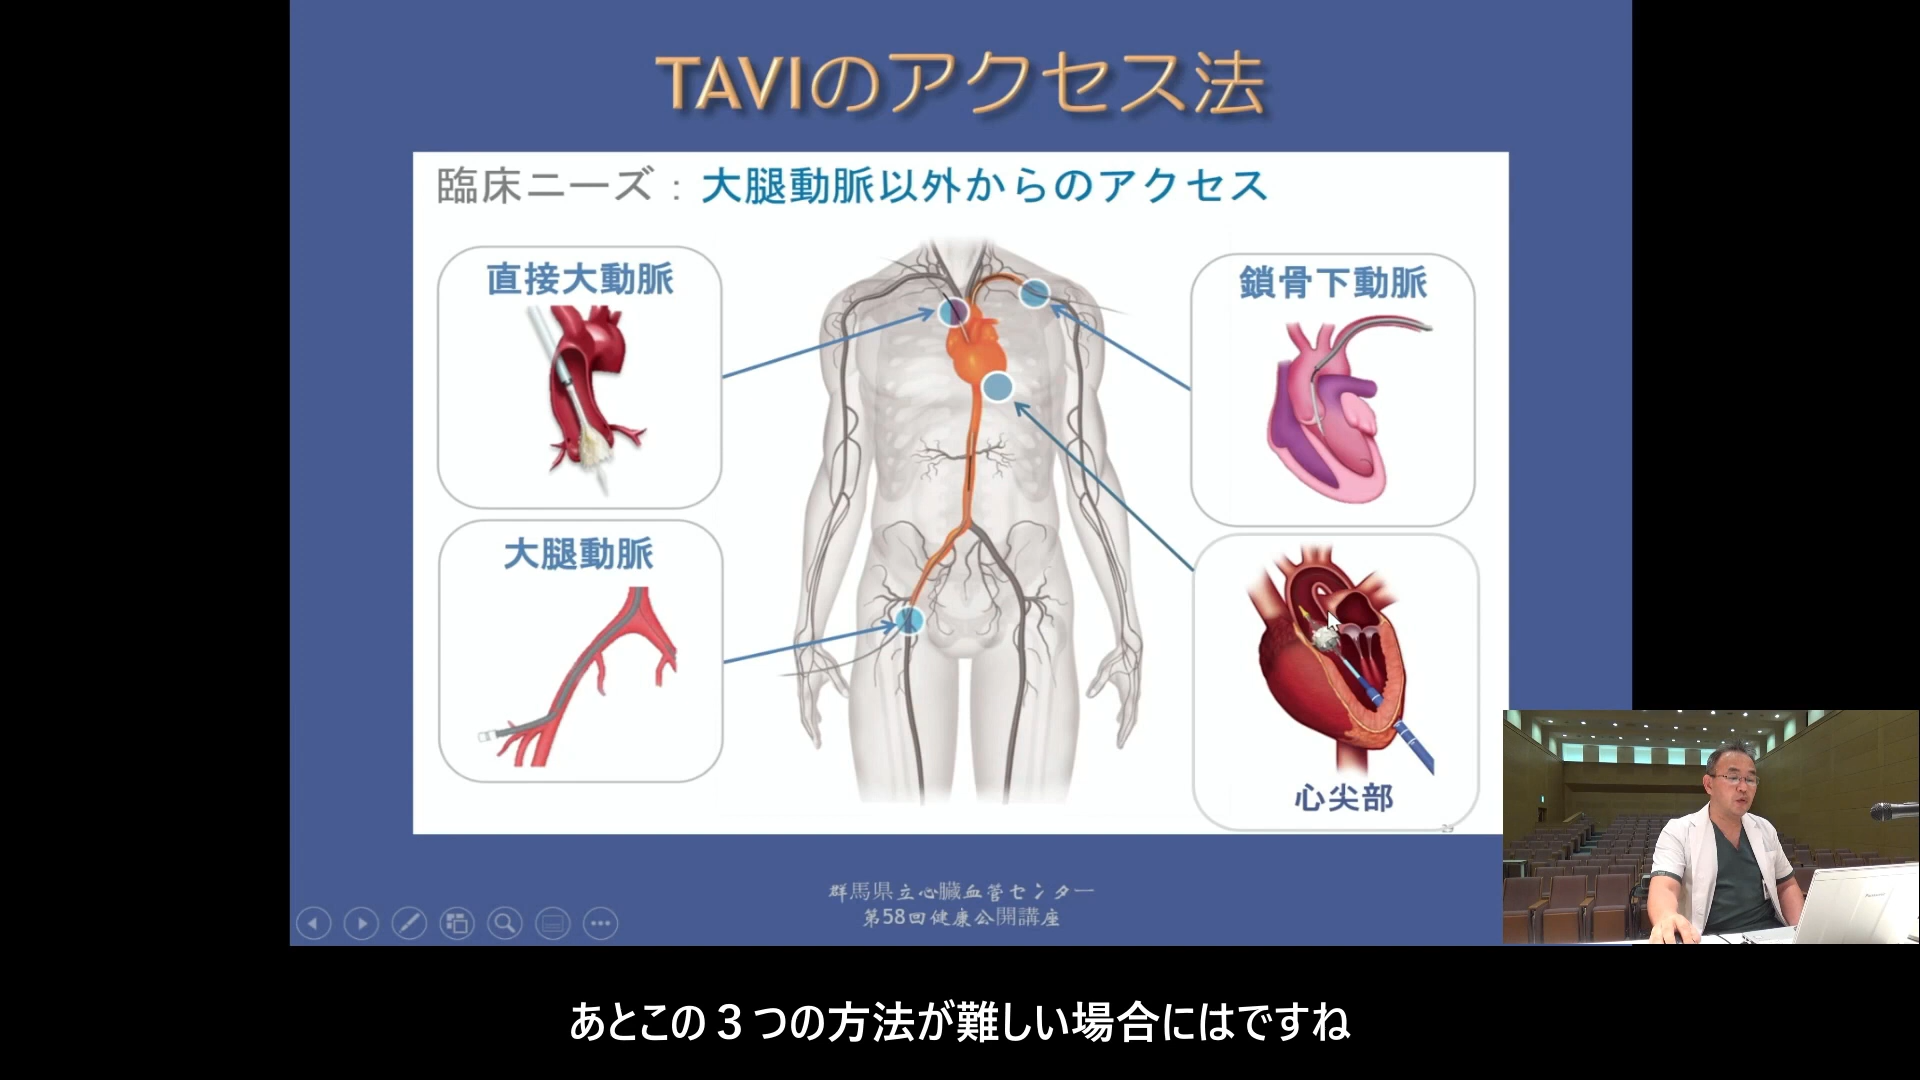 TAVIのアクセス法
臨床ニーズ：大腿動脈以外からのアクセス
直接大動脈
鎖骨下動脈
大腿動脈
心尖部
群馬県立心臓血管センター
第58回健康公開講座
あとこの３つの方法が難しい場合にはですね